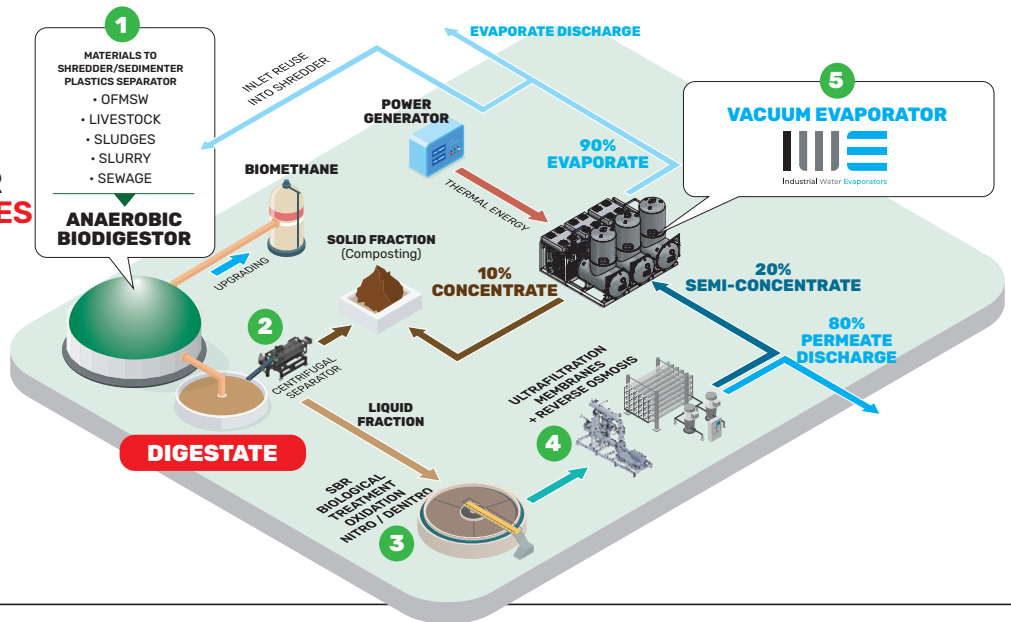 1
MATERIALS TO
SHREDDER/SEDIMENTER
PLASTICS SEPARATOR
• OFMSW
• LIVESTOCK
• SLUDGES
• SLURRY
• SEWAGE
ANAEROBIC
BIODIGESTOR
R
ES
INLET REUSE
INTO SHREDDER
EVAPORATE DISCHARGE
POWER
GENERATOR
THERMAL ENERGY
90%
EVAPORATE
5
VACUUM EVAPORATOR
IWE
Industrial Water Evaporators
BIOMETHANE
UPGRADING
SOLID FRACTION
(Composting)
10%
CONCENTRATE
20%
SEMI-CONCENTRATE
80%
PERMEATE
DISCHARGE
2
CENTRIFUGAL
SEPARATOR
DIGESTATE
LIQUID
FRACTION
SBR
BIOLOGICAL
TREATMENT
OXIDATION
NITRO / DENITRO
3
ULTRAFILTRATION
MEMBRANES
+ REVERSE OSMOSIS
4